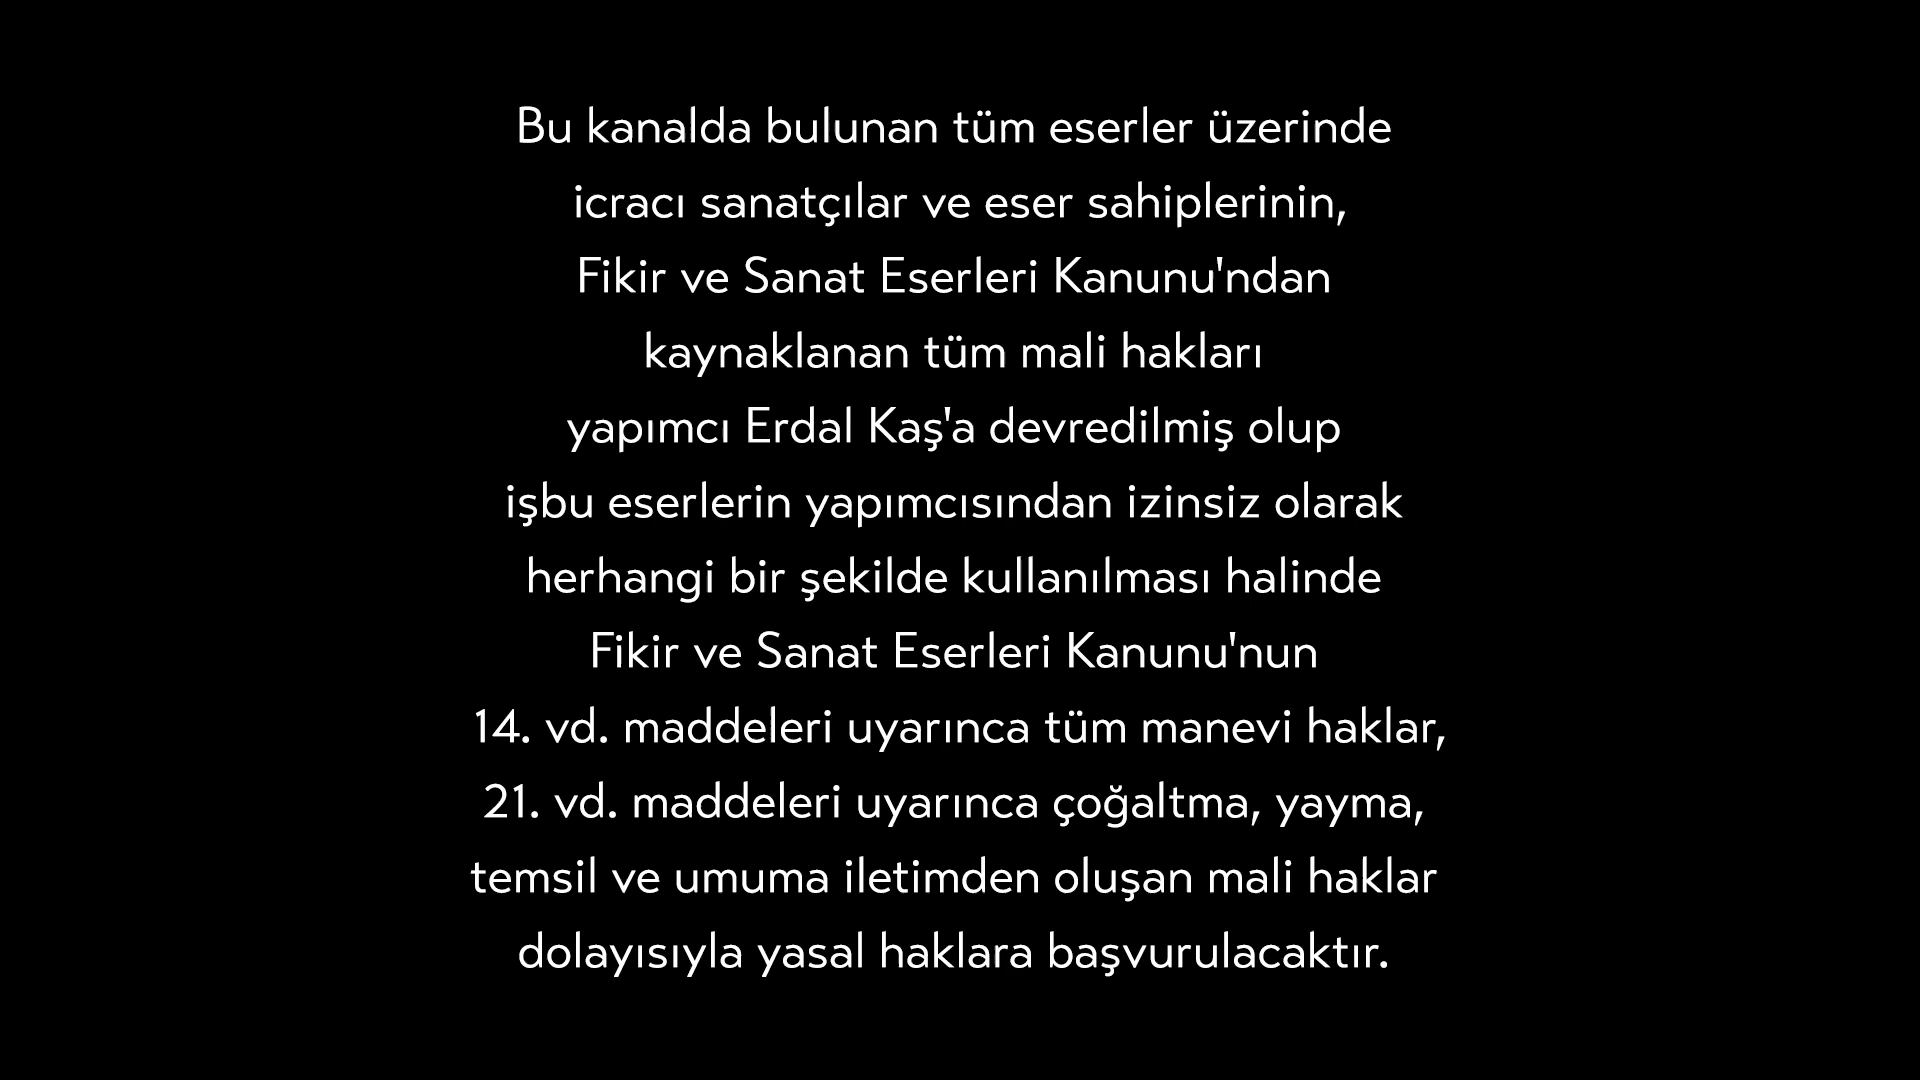 Bu kanalda bulunan tüm eserler üzerinde
icracı sanatçılar ve eser sahiplerinin,
Fikir ve Sanat Eserleri Kanunu'ndan
kaynaklanan tüm mali hakları
yapımcı Erdal Kaş'a devredilmiş olup
işbu eserlerin yapımcısından izinsiz olarak
herhangi bir şekilde kullanılması halinde
Fikir ve Sanat Eserleri Kanunu'nun
14. vd. maddeleri uyarınca tüm manevi haklar,
21. vd. maddeleri uyarınca çoğaltma, yayma,
temsil ve umuma iletimden oluşan mali haklar
dolayısıyla yasal haklara başvurulacaktır.